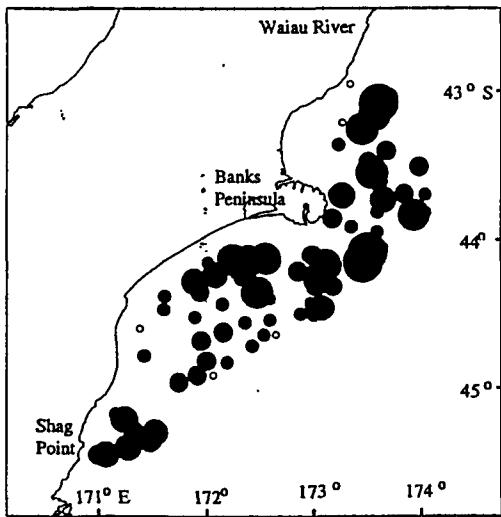 Waiau River
43° S
Banks
Peninsula
44°
45°
Shag
Point
171° E
172°
173°
174°